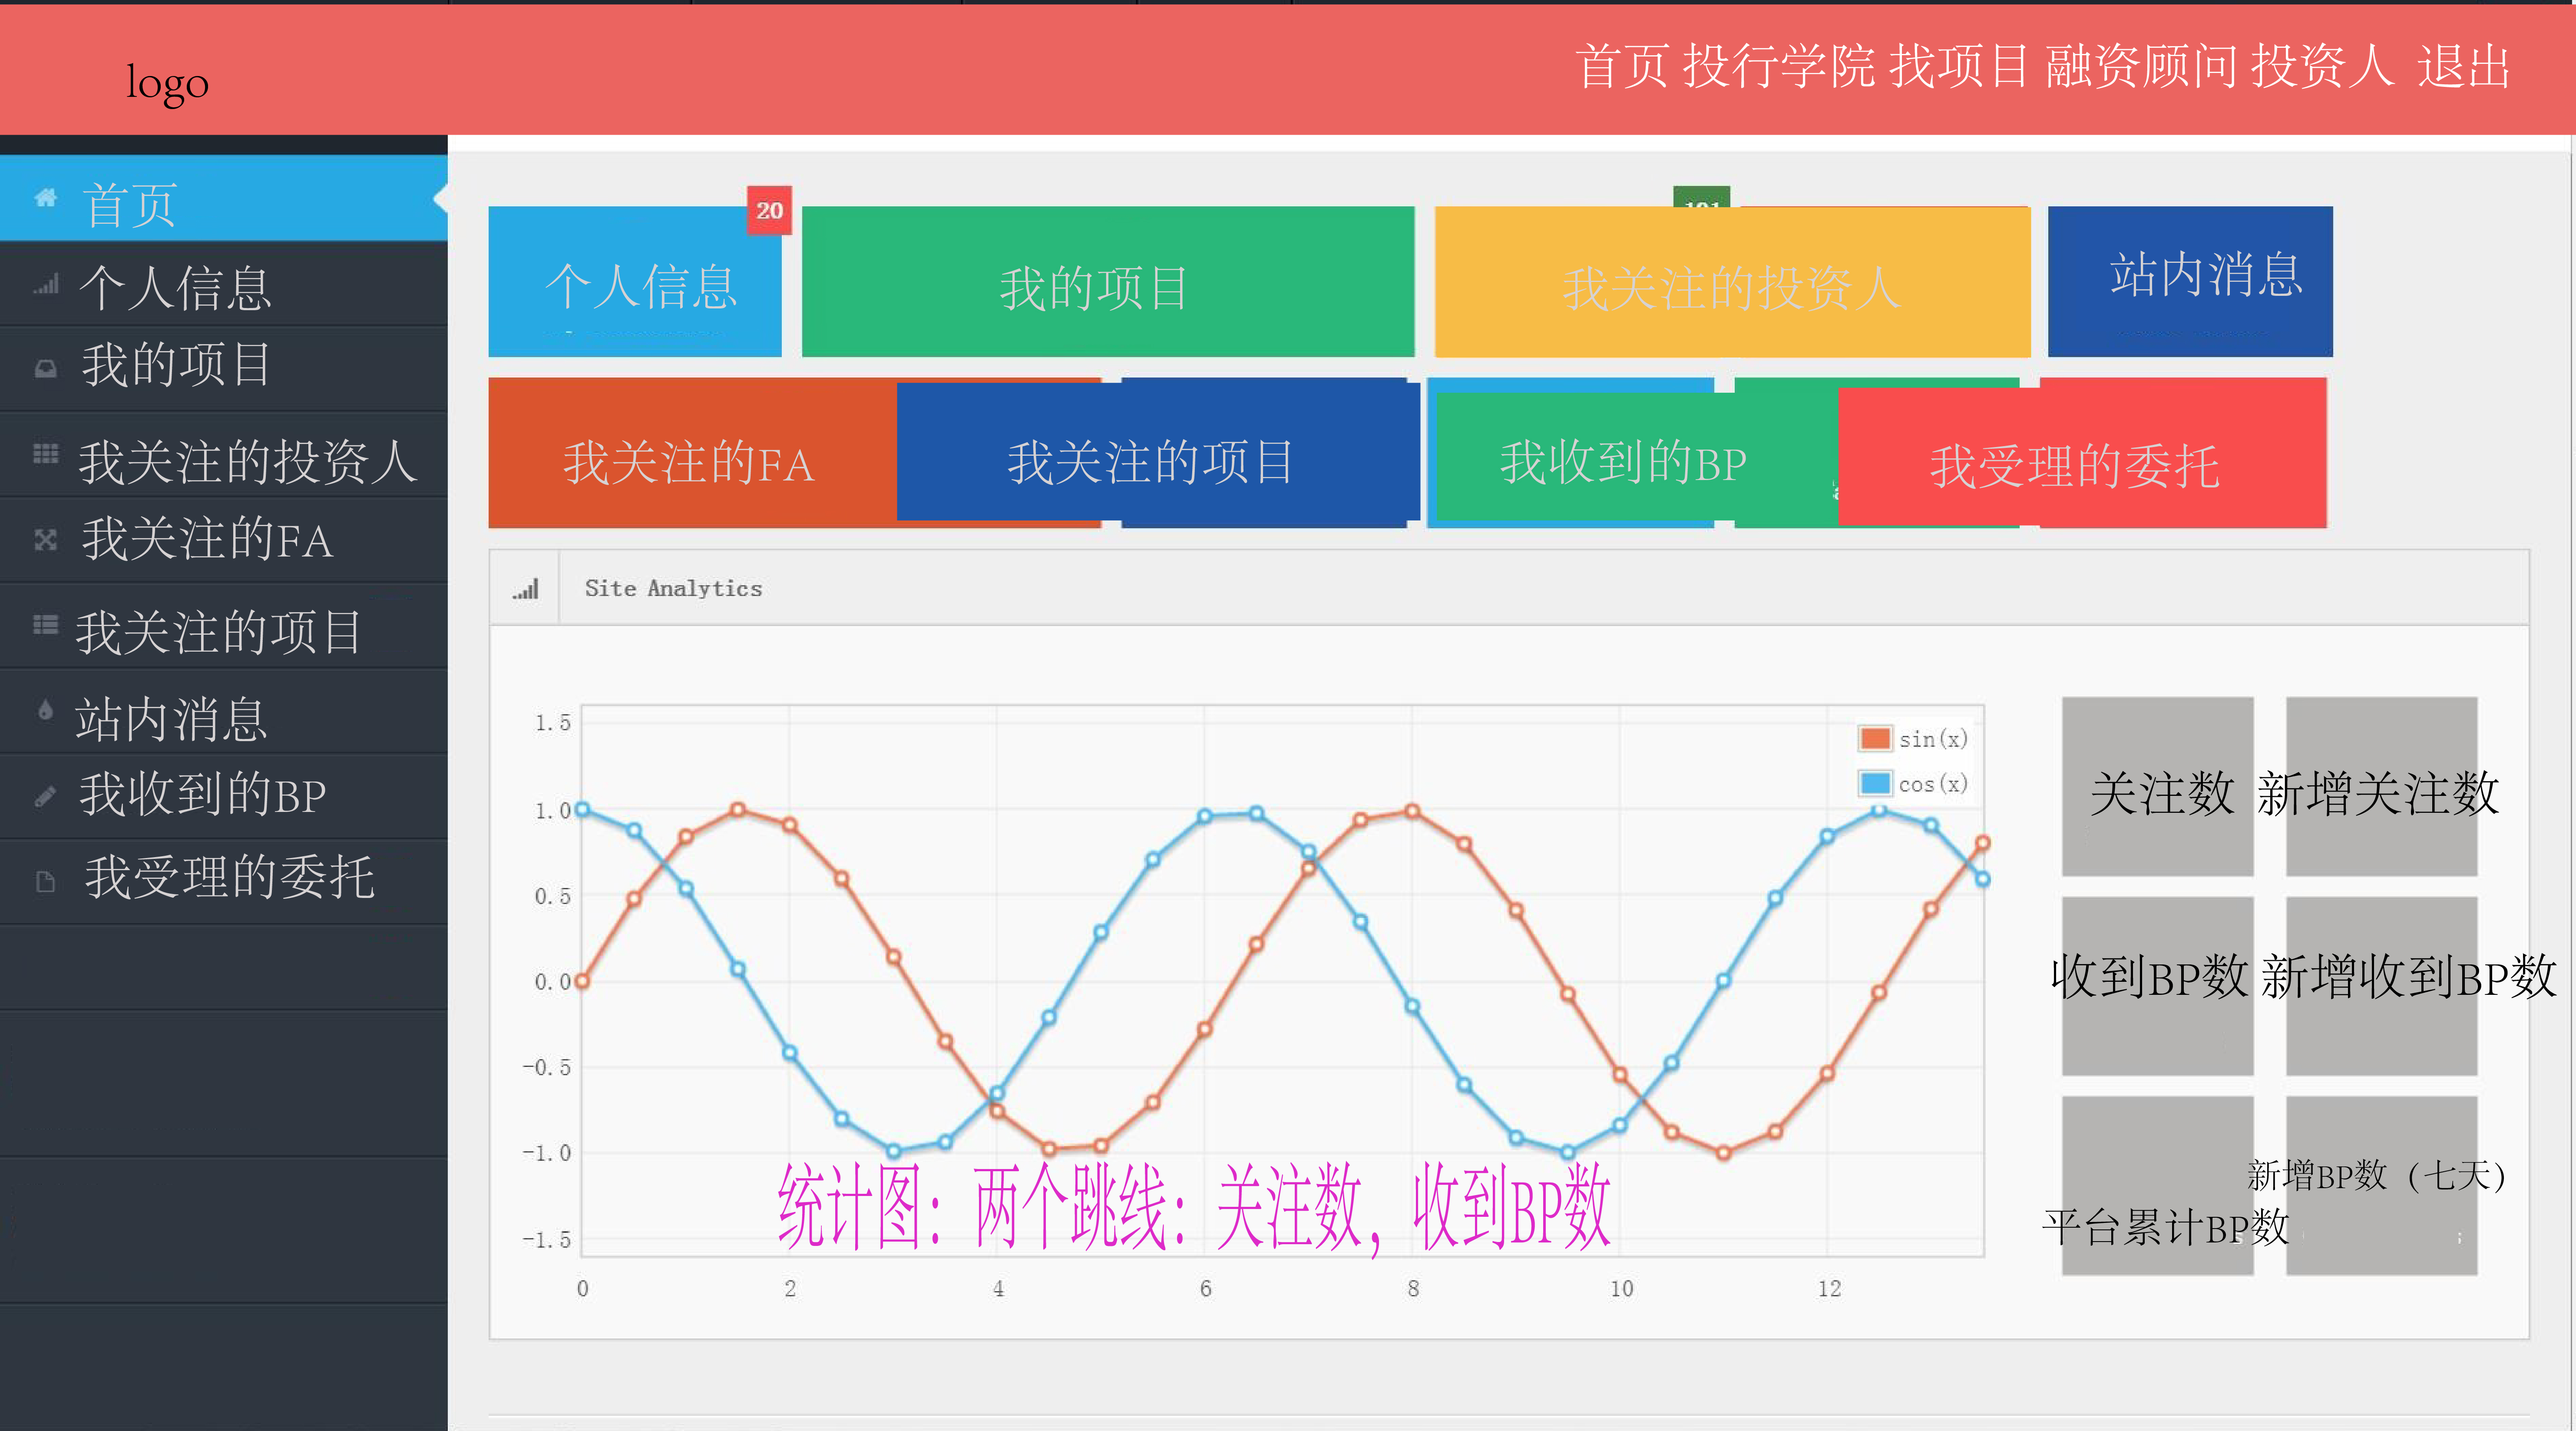 logo
首页 投行学院 找项目 融资顾问 投资人 退出
首页
个人信息
我的项目
我关注的投资人
我关注的FA
我关注的项目
站内消息
我收到的BP
我受理的委托
20
个人信息
我的项目
我关注的投资人
站内消息
我关注的FA
我关注的项目
我收到的BP
我受理的委托
Site Analytics
1.5
1.0
0.5
0.0
-0.5
-1.0
-1.5
0 2 4 6 8 10 12
sin(x)
cos(x)
统计图：两个跳线：关注数，收到BP数
关注数 新增关注数
收到BP数 新增收到BP数
新增BP数（七天）
平台累计BP数